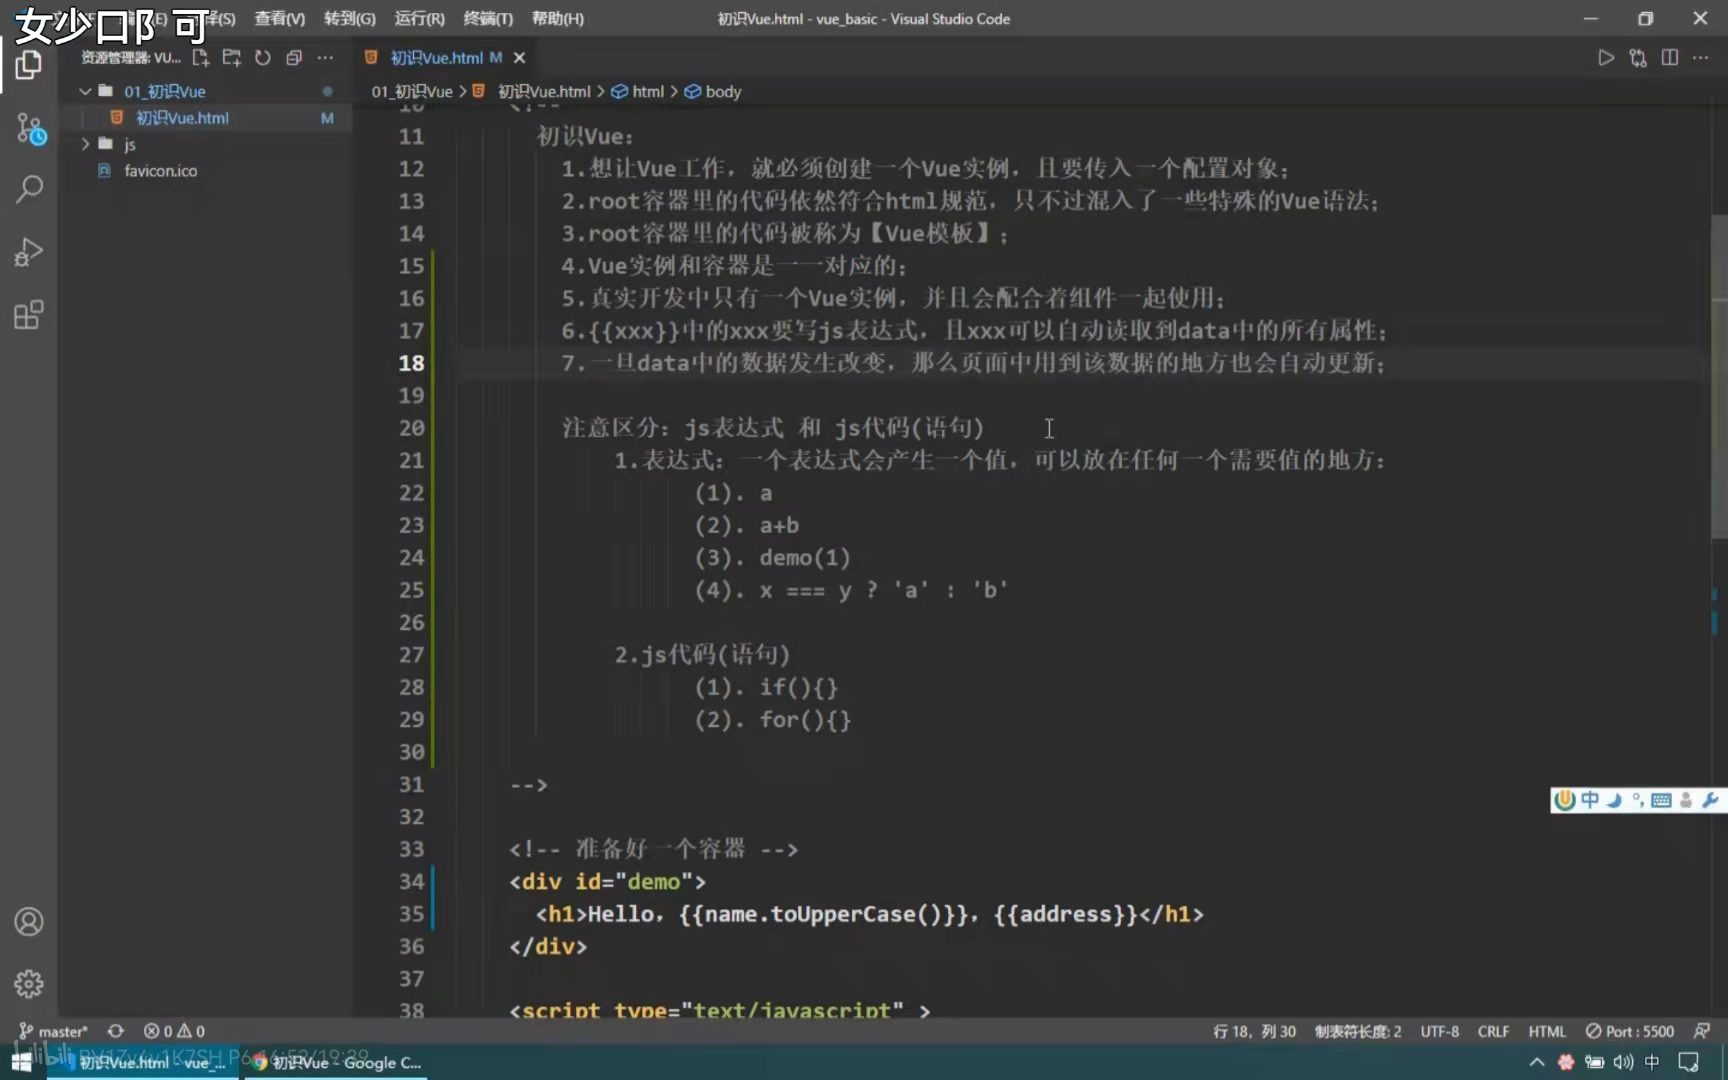 女少口阝可
查看(V) 转到(G) 运行(R) 终端(T) 帮助(H) 初识Vue.html - vue_basic - Visual Studio Code
资源管理器: VU...
初识Vue.html M
01_初识Vue
01_初识Vue > 初识Vue.html > html > body
初识Vue.html M
js
favicon.ico
11 初识Vue:
12 1.想让Vue工作，就必须创建一个Vue实例，且要传入一个配置对象；
13 2.root容器里的代码依然符合html规范，只不过混入了一些特殊的Vue语法；
14 3.root容器里的代码被称为【Vue模板】；
15 4.Vue实例和容器是一一对应的；
16 5.真实开发中只有一个Vue实例，并且会配合着组件一起使用；
17 6.{{xxx}}中的xxx要写js表达式，且xxx可以自动读取到data中的所有属性；
18 7.一旦data中的数据发生改变，那么页面中用到该数据的地方也会自动更新；
19
20 注意区分：js表达式 和 js代码(语句)
21 1.表达式：一个表达式会产生一个值，可以放在任何一个需要值的地方：
22 (1). a
23 (2). a+b
24 (3). demo(1)
25 (4). x === y ? 'a' : 'b'
26
27 2.js代码(语句)
28 (1). if(){}
29 (2). for(){}
30
31 -->
32
33 <!-- 准备好一个容器 -->
34 <div id="demo">
35 <h1>Hello，{{name.toUpperCase()}}，{{address}}</h1>
36 </div>
37
38 <script type="text/javascript" >
中
master* 0 0 行 18，列 30 制表符长度: 2 UTF-8 CRLF HTML Port : 5500
初识Vue.html - vue_... 初识Vue - Google C... 中